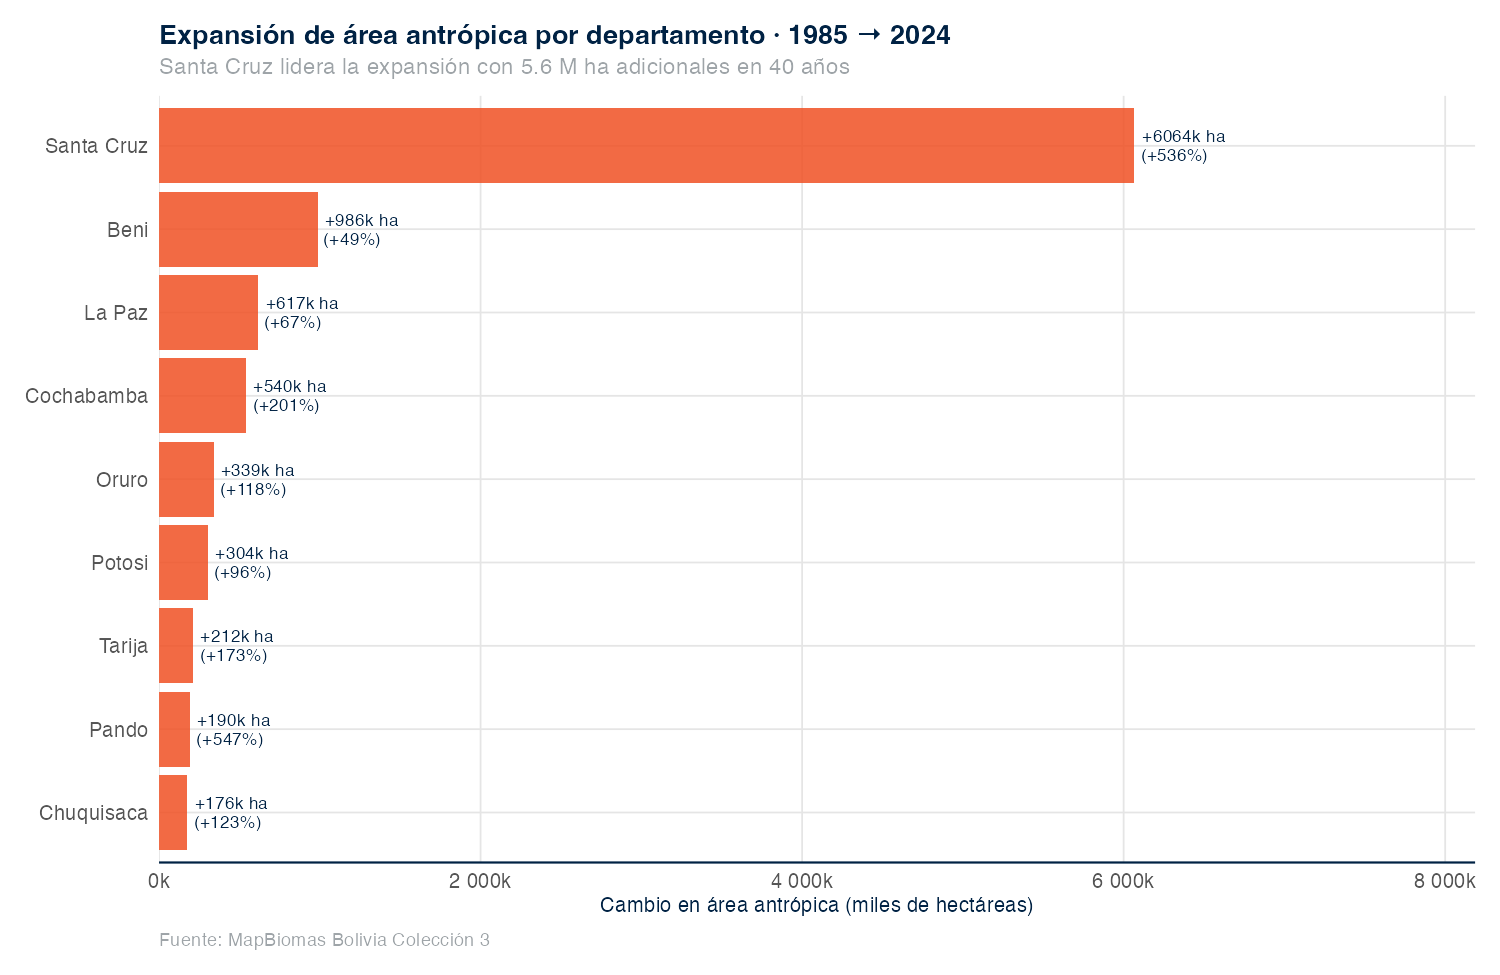 Expansión de área antrópica por departamento · 1985 → 2024
Santa Cruz lidera la expansión con 5.6 M ha adicionales en 40 años
Santa Cruz
+6064k ha
(+536%)
Beni
+986k ha
(+49%)
La Paz
+617k ha
(+67%)
Cochabamba
+540k ha
(+201%)
Oruro
+339k ha
(+118%)
Potosi
+304k ha
(+96%)
Tarija
+212k ha
(+173%)
Pando
+190k ha
(+547%)
Chuquisaca
+176k ha
(+123%)
0k 2 000k 4 000k 6 000k 8 000k
Cambio en área antrópica (miles de hectáreas)
Fuente: MapBiomas Bolivia Colección 3